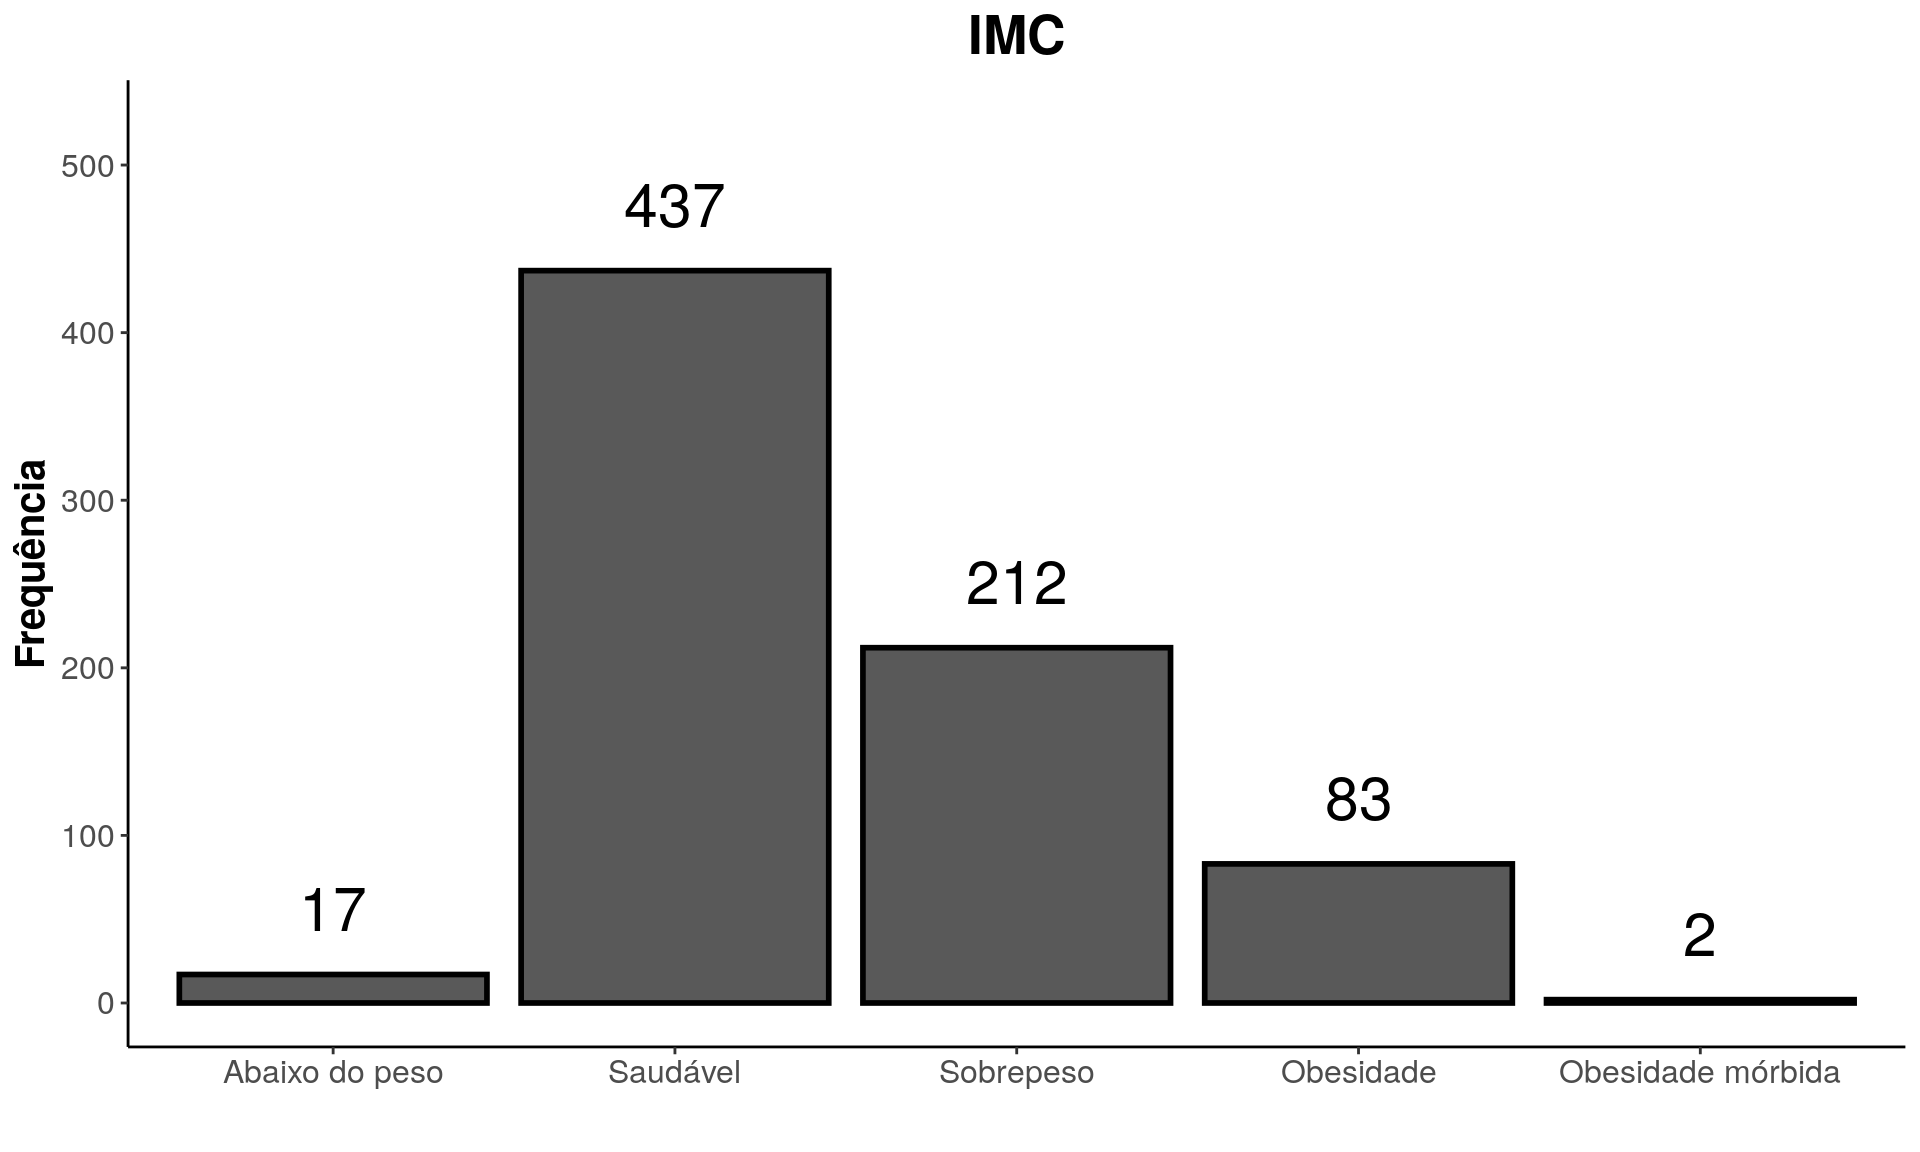 IMC
Frequência
500
400
300
200
100
0
437
212
83
17
2
Abaixo do peso
Saudável
Sobrepeso
Obesidade
Obesidade mórbida